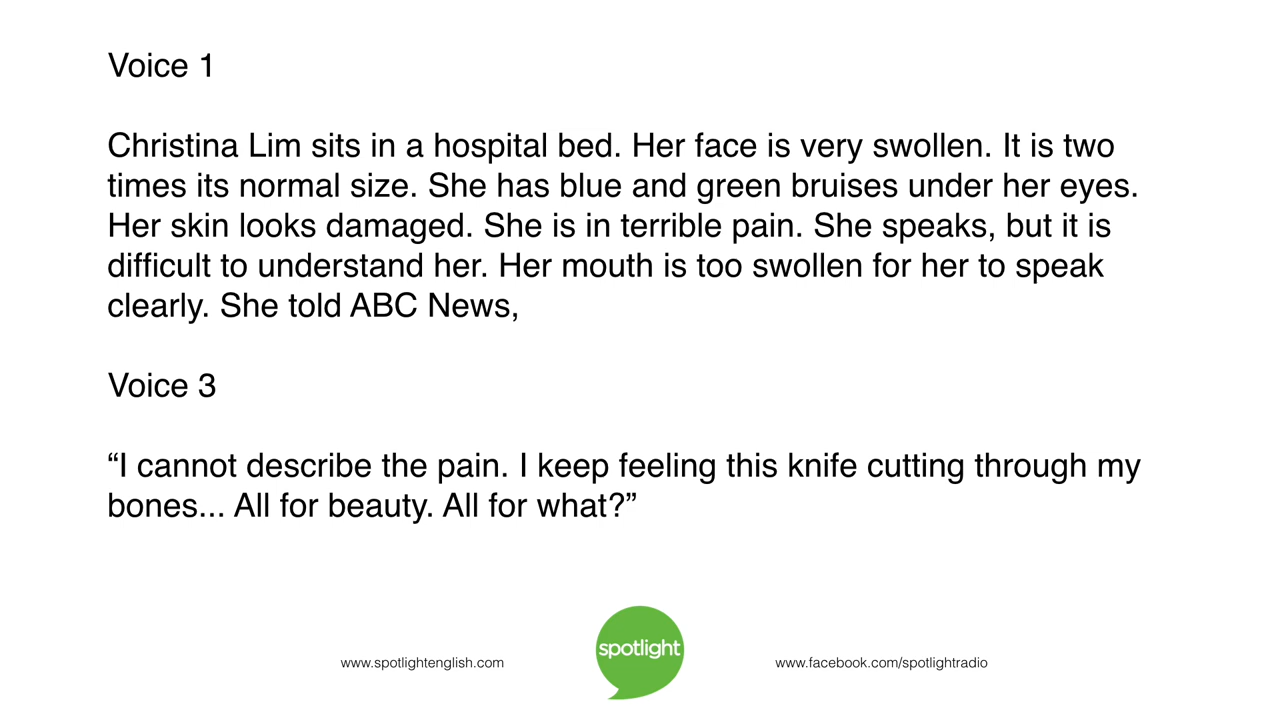 Voice 1
Christina Lim sits in a hospital bed. Her face is very swollen. It is two
times its normal size. She has blue and green bruises under her eyes.
Her skin looks damaged. She is in terrible pain. She speaks, but it is
difficult to understand her. Her mouth is too swollen for her to speak
clearly. She told ABC News,
Voice 3
“I cannot describe the pain. I keep feeling this knife cutting through my
bones... All for beauty. All for what?”
www.spotlightenglish.com
spotlight
www.facebook.com/spotlightradio